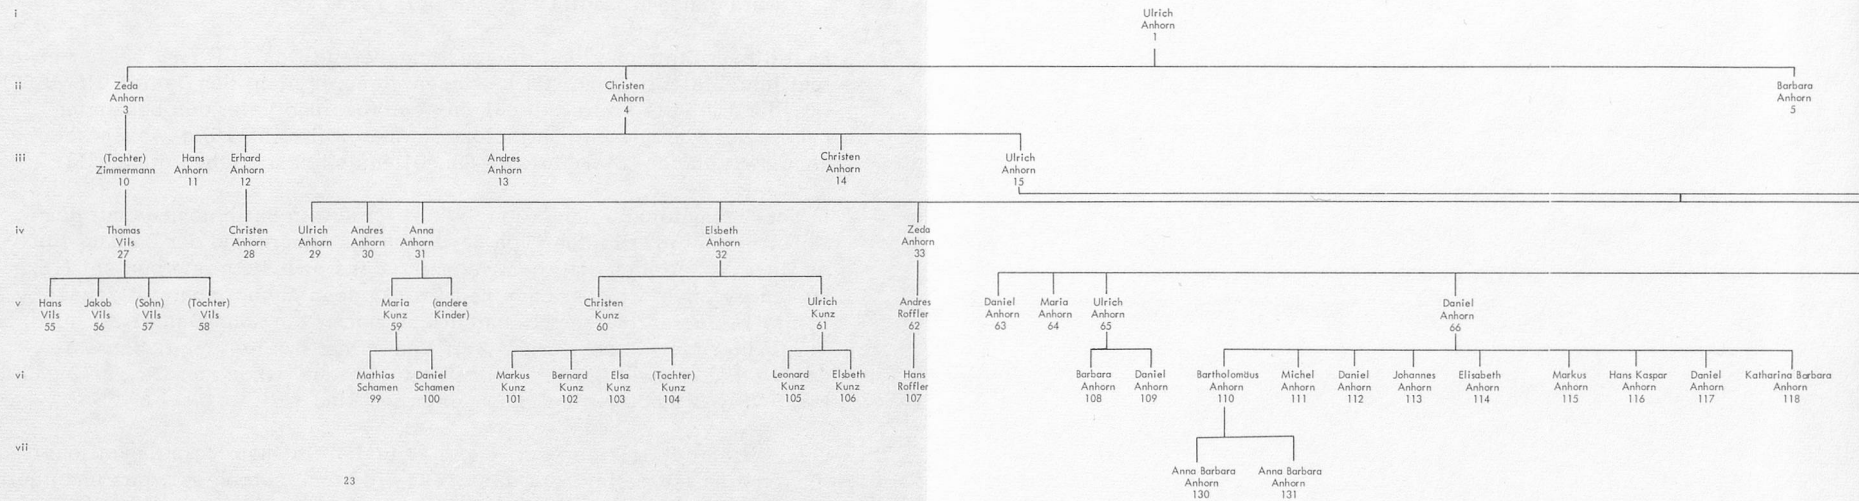 i
Ulrich
Anhorn
1
ii
Zeda
Anhorn
3
Christen
Anhorn
4
Barbara
Anhorn
5
iii
(Tochter)
Zimmermann
10
Hans
Anhorn
11
Erhard
Anhorn
12
Andres
Anhorn
13
Christen
Anhorn
14
Ulrich
Anhorn
15
iv
Thomas
Vils
27
Christen
Anhorn
28
Ulrich
Anhorn
29
Andres
Anhorn
30
Anna
Anhorn
31
Elsbeth
Anhorn
32
Zeda
Anhorn
33
v
Hans
Vils
55
Jakob
Vils
56
(Sohn)
Vils
57
(Tochter)
Vils
58
Maria
Kunz
59
(andere
Kinder)
Christen
Kunz
60
Ulrich
Kunz
61
Andres
Roffler
62
Daniel
Anhorn
63
Maria
Anhorn
64
Ulrich
Anhorn
65
Daniel
Anhorn
66
vi
Mathias
Schamen
99
Daniel
Schamen
100
Markus
Kunz
101
Bernard
Kunz
102
Elsa
Kunz
103
(Tochter)
Kunz
104
Leonard
Kunz
105
Elsbeth
Kunz
106
Hans
Roffler
107
Barbara
Anhorn
108
Daniel
Anhorn
109
Bartholomäus
Anhorn
110
Michel
Anhorn
111
Daniel
Anhorn
112
Johannes
Anhorn
113
Elisabeth
Anhorn
114
Markus
Anhorn
115
Hans Kaspar
Anhorn
116
Daniel
Anhorn
117
Katharina Barbara
Anhorn
118
vii
Anna Barbara
Anhorn
130
Anna Barbara
Anhorn
131
23